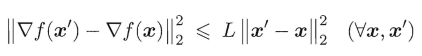 ‖∇f(x′) − ∇f(x)‖₂² ⩽ L ‖x′ − x‖₂² (∀x, x′)